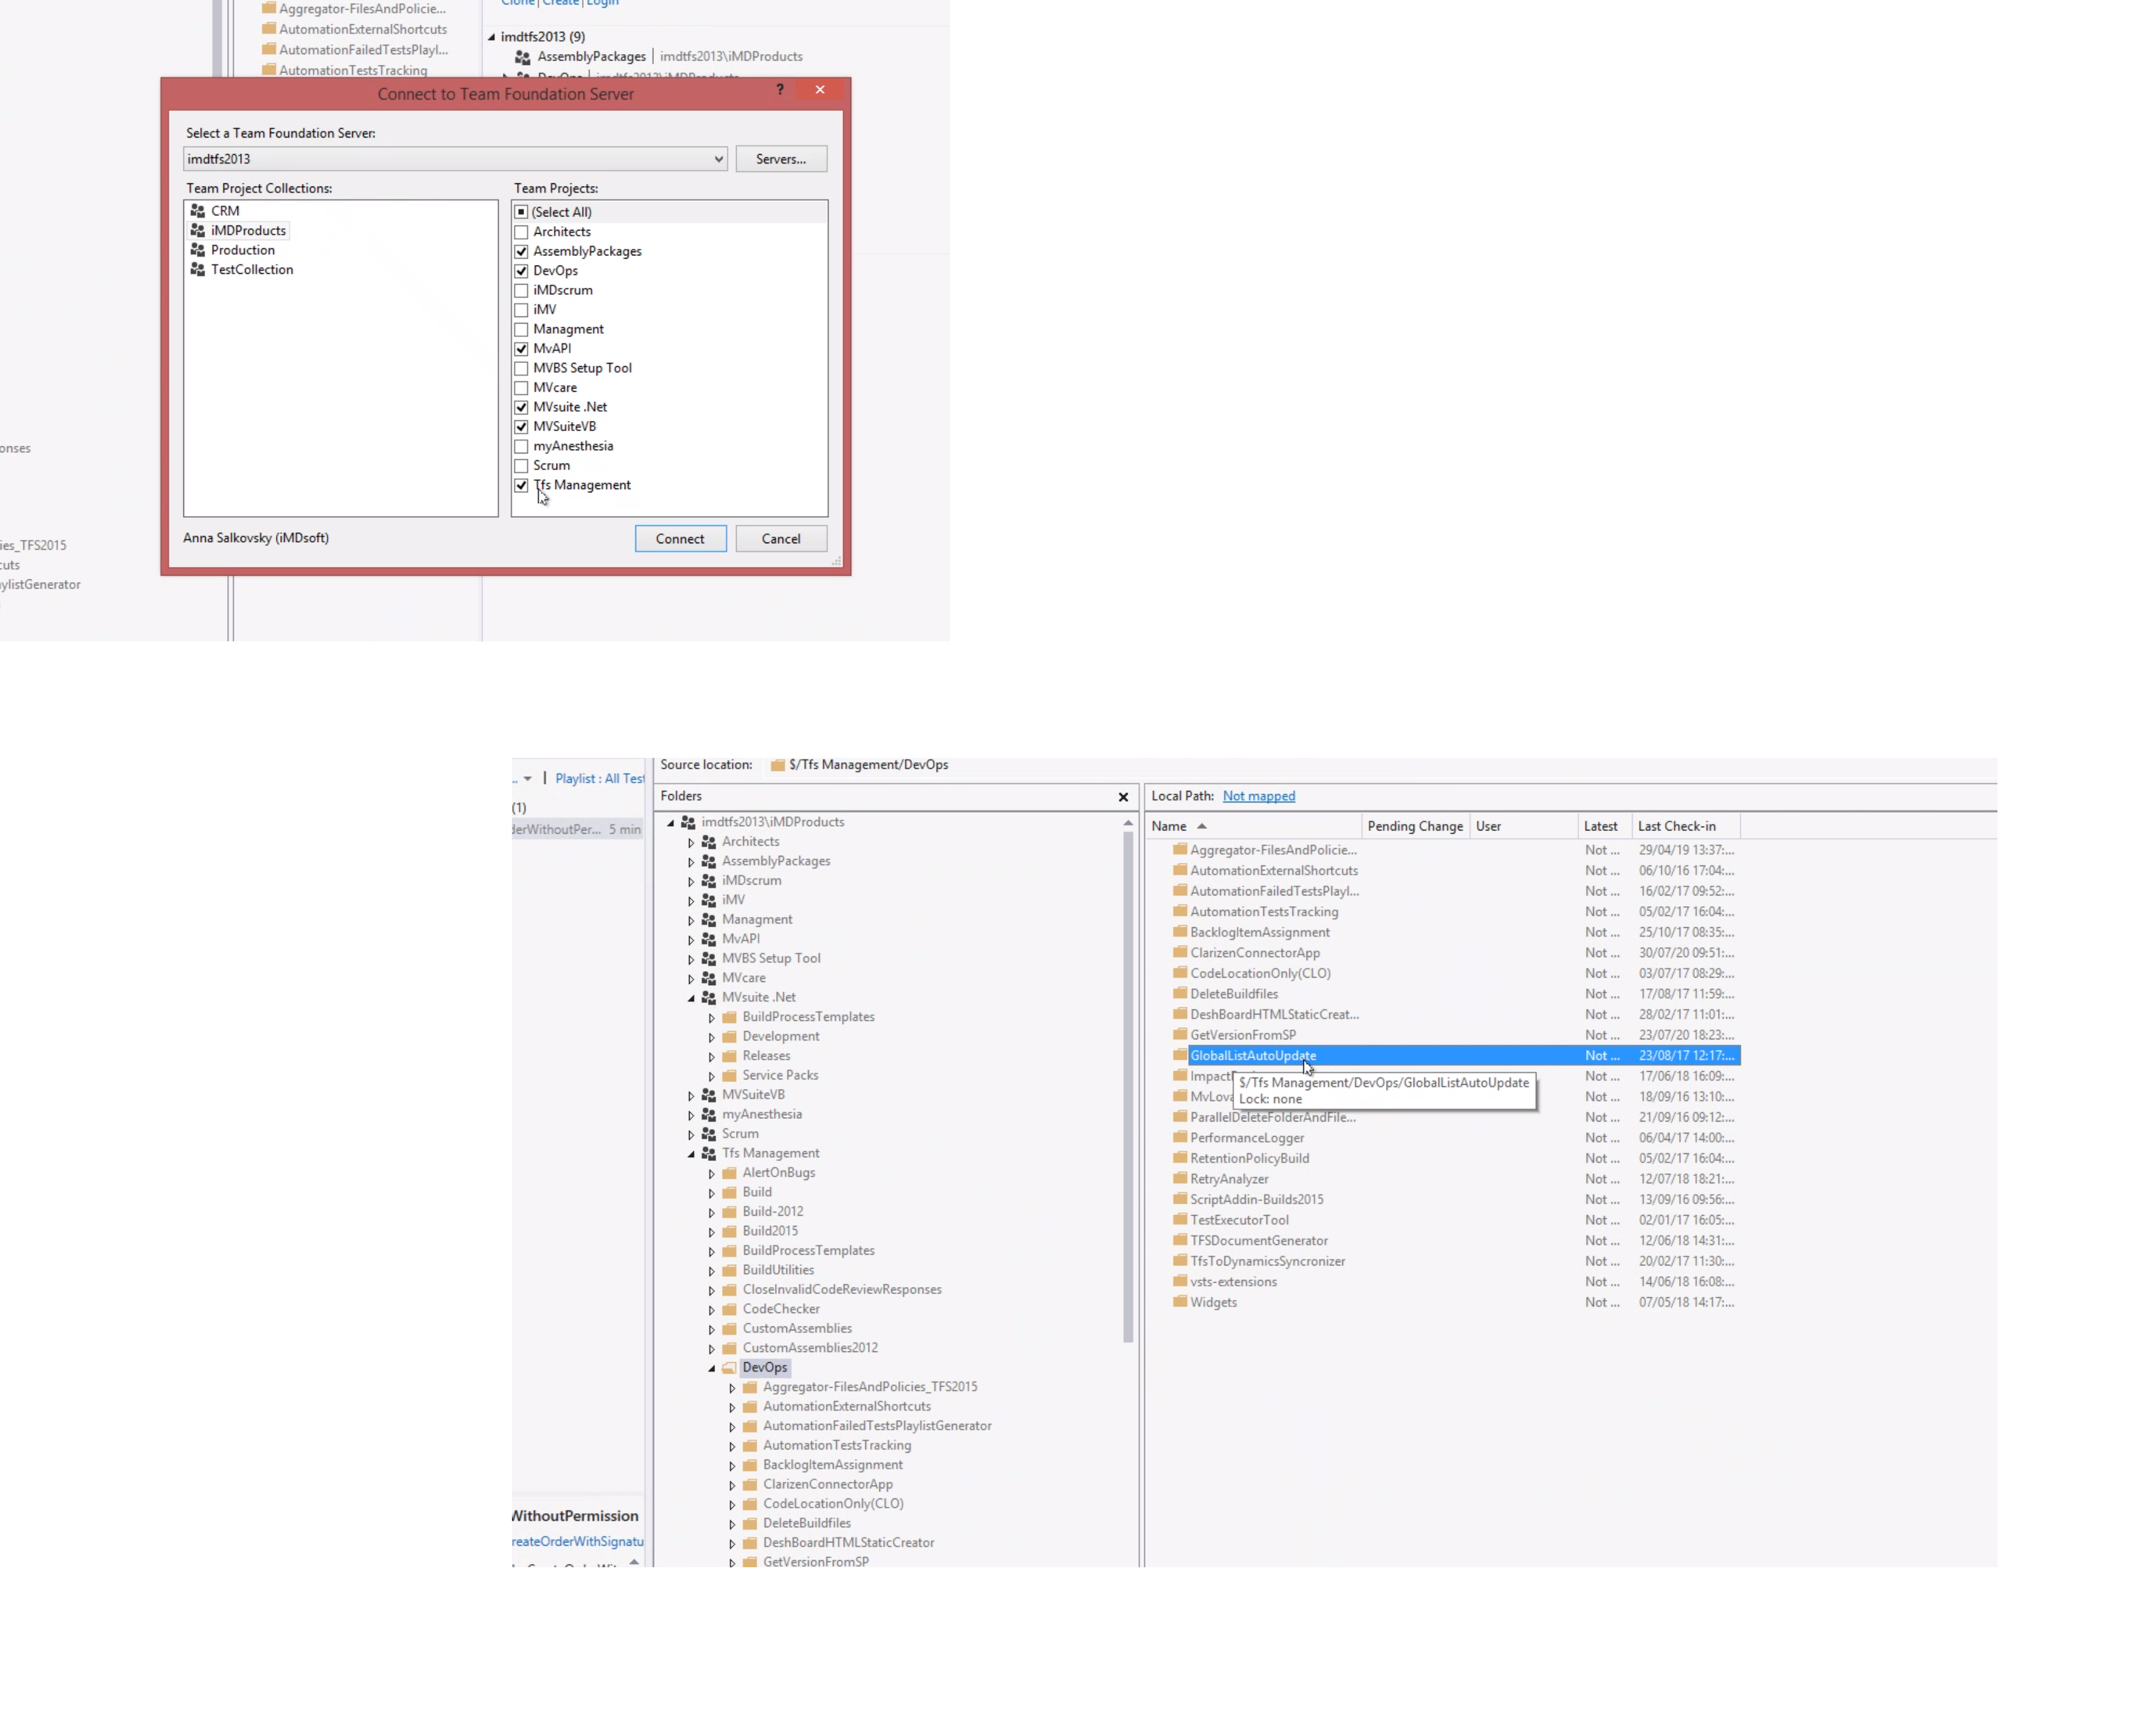 Aggregator-FilesAndPolicie...
AutomationExternalShortcuts
AutomationFailedTestsPlayl...
AutomationTestsTracking
Clone | Create | Login
imdtfs2013 (9)
AssemblyPackages | imdtfs2013\iMDProducts
DevOps | imdtfs2013\iMDProducts
onses
ies_TFS2015
cuts
ylistGenerator
Connect to Team Foundation Server
?
Select a Team Foundation Server:
imdtfs2013
Servers...
Team Project Collections:
CRM
iMDProducts
Production
TestCollection
Team Projects:
(Select All)
Architects
AssemblyPackages
DevOps
iMDscrum
iMV
Managment
MvAPI
MVBS Setup Tool
MVcare
MVsuite .Net
MVSuiteVB
myAnesthesia
Scrum
Tfs Management
Anna Salkovsky (iMDsoft)
Connect
Cancel
... | Playlist : All Test
(1)
derWithoutPer... 5 min
WithoutPermission
reateOrderWithSignatu
Source location: $/Tfs Management/DevOps
Folders
imdtfs2013\iMDProducts
Architects
AssemblyPackages
iMDscrum
iMV
Managment
MvAPI
MVBS Setup Tool
MVcare
MVsuite .Net
BuildProcessTemplates
Development
Releases
Service Packs
MVSuiteVB
myAnesthesia
Scrum
Tfs Management
AlertOnBugs
Build
Build-2012
Build2015
BuildProcessTemplates
BuildUtilities
CloseInvalidCodeReviewResponses
CodeChecker
CustomAssemblies
CustomAssemblies2012
DevOps
Aggregator-FilesAndPolicies_TFS2015
AutomationExternalShortcuts
AutomationFailedTestsPlaylistGenerator
AutomationTestsTracking
BacklogItemAssignment
ClarizenConnectorApp
CodeLocationOnly(CLO)
DeleteBuildfiles
DeshBoardHTMLStaticCreator
GetVersionFromSP
Local Path: Not mapped
Name Pending Change User Latest Last Check-in
Aggregator-FilesAndPolicie... Not ... 29/04/19 13:37:...
AutomationExternalShortcuts Not ... 06/10/16 17:04:...
AutomationFailedTestsPlayl... Not ... 16/02/17 09:52:...
AutomationTestsTracking Not ... 05/02/17 16:04:...
BacklogItemAssignment Not ... 25/10/17 08:35:...
ClarizenConnectorApp Not ... 30/07/20 09:51:...
CodeLocationOnly(CLO) Not ... 03/07/17 08:29:...
DeleteBuildfiles Not ... 17/08/17 11:59:...
DeshBoardHTMLStaticCreat... Not ... 28/02/17 11:01:...
GetVersionFromSP Not ... 23/07/20 18:23:...
GlobalListAutoUpdate Not ... 23/08/17 12:17:...
Impact Not ... 17/06/18 16:09:...
$/Tfs Management/DevOps/GlobalListAutoUpdate
Lock: none
MvLova Not ... 18/09/16 13:10:...
ParallelDeleteFolderAndFile... Not ... 21/09/16 09:12:...
PerformanceLogger Not ... 06/04/17 14:00:...
RetentionPolicyBuild Not ... 05/02/17 16:04:...
RetryAnalyzer Not ... 12/07/18 18:21:...
ScriptAddin-Builds2015 Not ... 13/09/16 09:56:...
TestExecutorTool Not ... 02/01/17 16:05:...
TFSDocumentGenerator Not ... 12/06/18 14:31:...
TfsToDynamicsSyncronizer Not ... 20/02/17 11:30:...
vsts-extensions Not ... 14/06/18 16:08:...
Widgets Not ... 07/05/18 14:17:...